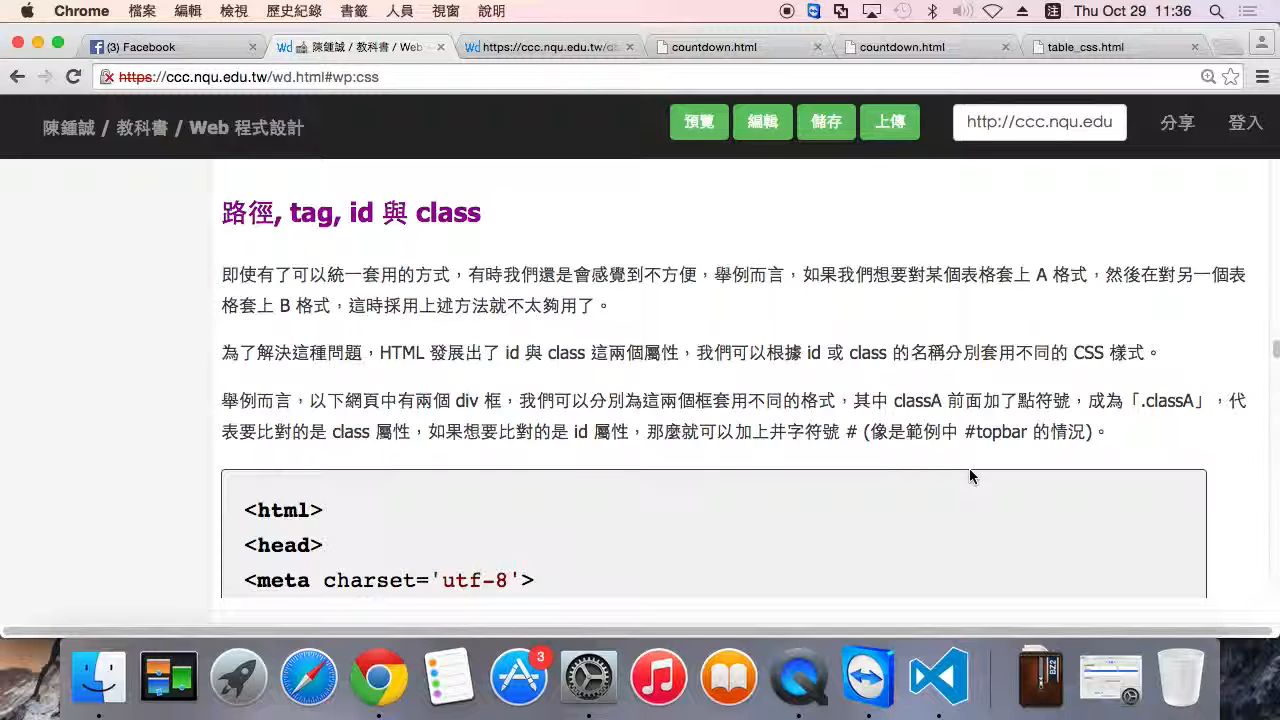 Chrome 檔案 編輯 檢視 歷史紀錄 書籤 人員 視窗 說明 注 Thu Oct 29 11:36
(3) Facebook
Wd 陳鍾誠 / 教科書 / Web
Wd https://ccc.nqu.edu.tw/
countdown.html
countdown.html
table_css.html
https://ccc.nqu.edu.tw/wd.html#wp:css
陳鍾誠 / 教科書 / Web 程式設計
預覽 編輯 儲存 上傳 http://ccc.nqu.edu 分享 登入
路徑, tag, id 與 class
即使有了可以統一套用的方式，有時我們還是會感覺到不方便，舉例而言，如果我們想要對某個表格套上 A 格式，然後在對另一個表
格套上 B 格式，這時採用上述方法就不太夠用了。
為了解決這種問題，HTML 發展出了 id 與 class 這兩個屬性，我們可以根據 id 或 class 的名稱分別套用不同的 CSS 樣式。
舉例而言，以下網頁中有兩個 div 框，我們可以分別為這兩個框套用不同的格式，其中 classA 前面加了點符號，成為「.classA」，代
表要比對的是 class 屬性，如果想要比對的是 id 屬性，那麼就可以加上井字符號 # (像是範例中 #topbar 的情況)。
<html>
<head>
<meta charset='utf-8'>
3